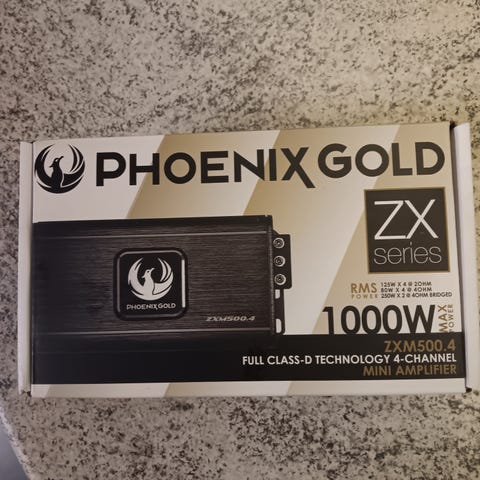 PHOENIX GOLD
ZX
series
PHOENIX GOLD
ZXM500.4
RMS POWER
125W X 4 @ 2OHM
80W X 4 @ 4OHM
250W X 2 @ 4OHM BRIDGED
1000W MAX POWER
ZXM500.4
FULL CLASS-D TECHNOLOGY 4-CHANNEL
MINI AMPLIFIER